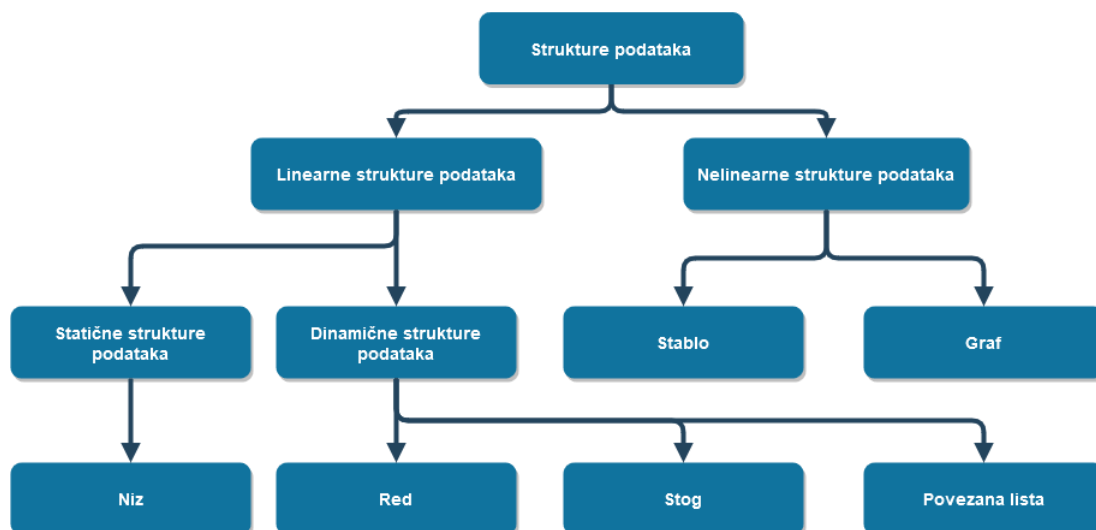 Strukture podataka
Linearne strukture podataka
Nelinearne strukture podataka
Statične strukture
podataka
Dinamične strukture
podataka
Stablo
Graf
Niz
Red
Stog
Povezana lista